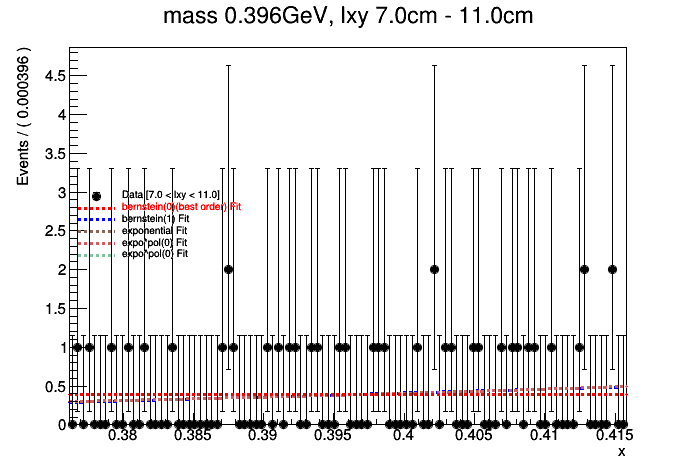 mass 0.396GeV, lxy 7.0cm - 11.0cm
Events / ( 0.000396 )
4.5
4
3.5
3
2.5
2
1.5
1
0.5
0
Data [7.0 < lxy < 11.0]
bernstein(0)(best order) Fit
bernstein(1) Fit
exponential Fit
expo*pol(0) Fit
expo*pol(0) Fit
0.38 0.385 0.39 0.395 0.4 0.405 0.41 0.415
x